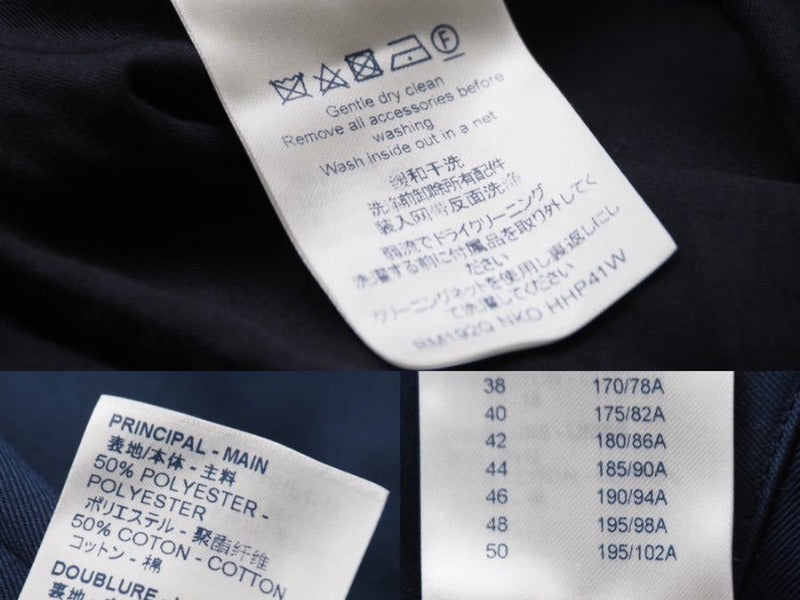 F
Gentle dry clean
Remove all accessories before
washing
Wash inside out in a net
缓和干洗
洗涤前卸除所有配件
装入网带反面洗涤
弱流でドライクリーニング
洗濯する前に付属品を取り外してく
ださい
クリーニングネットを使用し裏返しにし
て洗濯してください
RM192Q NKO HHP41W
PRINCIPAL - MAIN
表地/本体 - 主料
50% POLYESTER -
POLYESTER
ポリエステル - 聚酯纤维
50% COTON - COTTON
コットン - 棉
DOUBLURE -
38 170/78A
40 175/82A
42 180/86A
44 185/90A
46 190/94A
48 195/98A
50 195/102A